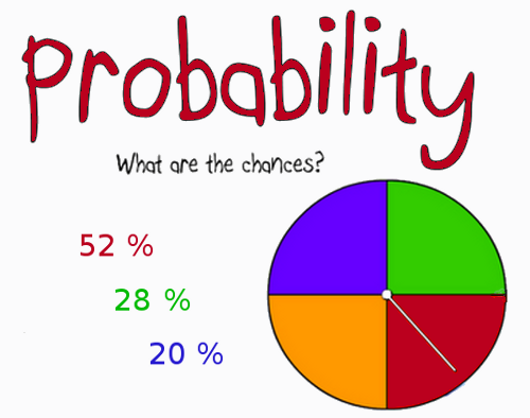 Probability
What are the chances?
52 %
28 %
20 %